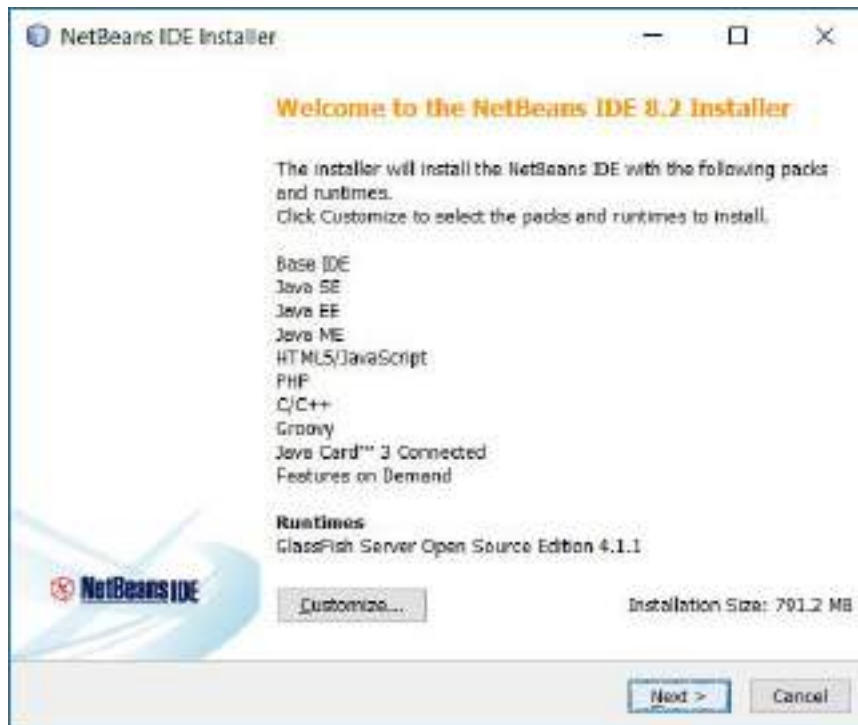 NetBeans IDE Installer
Welcome to the NetBeans IDE 8.2 Installer
The installer will install the NetBeans IDE with the following packs
and runtimes.
Click Customize to select the packs and runtimes to install.
Base IDE
Java SE
Java EE
Java ME
HTML5/JavaScript
PHP
C/C++
Groovy
Java Card™ 3 Connected
Features on Demand
Runtimes
GlassFish Server Open Source Edition 4.1.1
NetBeans IDE
Customize...
Installation Size: 791.2 MB
Next >
Cancel